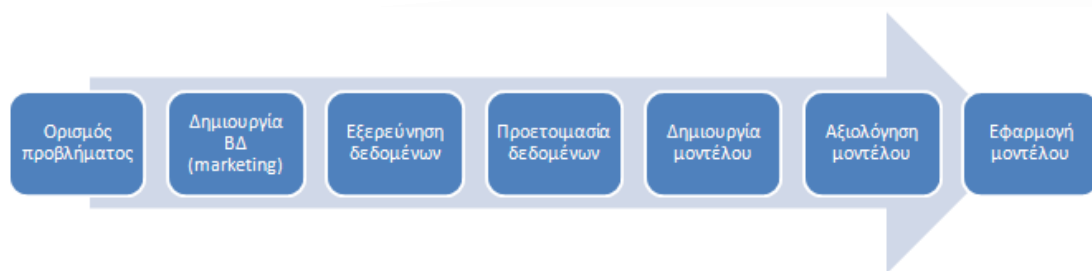 Ορισμός
προβλήματος
Δημιουργία
ΒΔ
(marketing)
Εξερεύνηση
δεδομένων
Προετοιμασία
δεδομένων
Δημιουργία
μοντέλου
Αξιολόγηση
μοντέλου
Εφαρμογή
μοντέλου